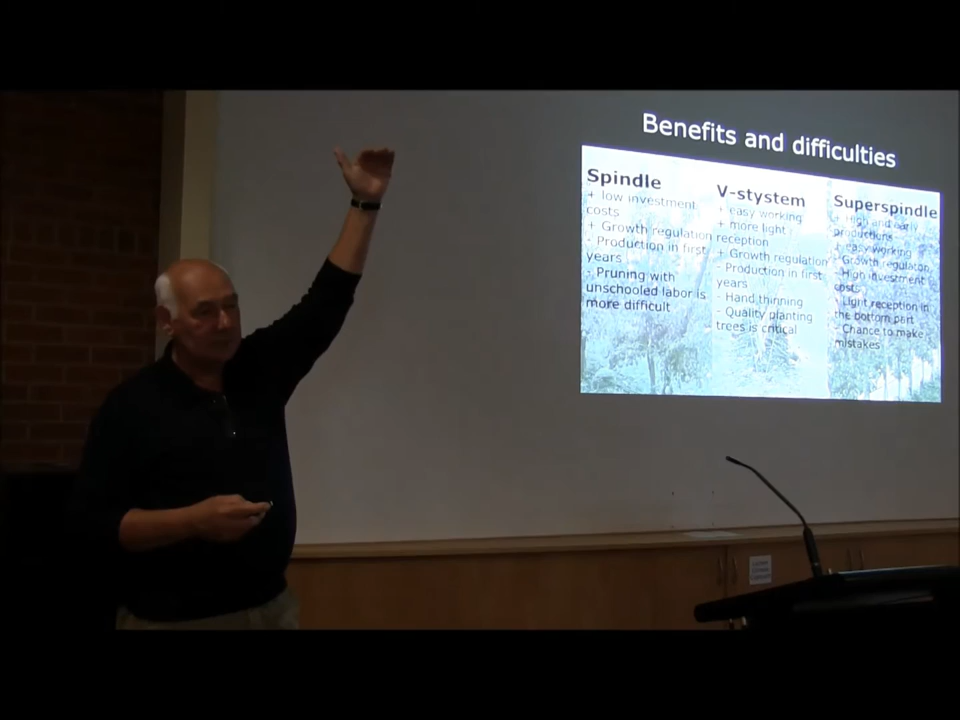 Benefits and difficulties
Spindle
+ low investment
costs
+ Growth regulation
- Production in first
years
- Pruning with
unschooled labor is
more difficult
V-stystem
+ easy working
+ more light
reception
+ Growth regulation
- Production in first
years
- Hand thinning
- Quality planting
trees is critical
Superspindle
+ High and early
productions
+ easy working
- Growth regulaton
- High investment
costs
- Light reception in
the bottom part
- Chance to make
mistakes